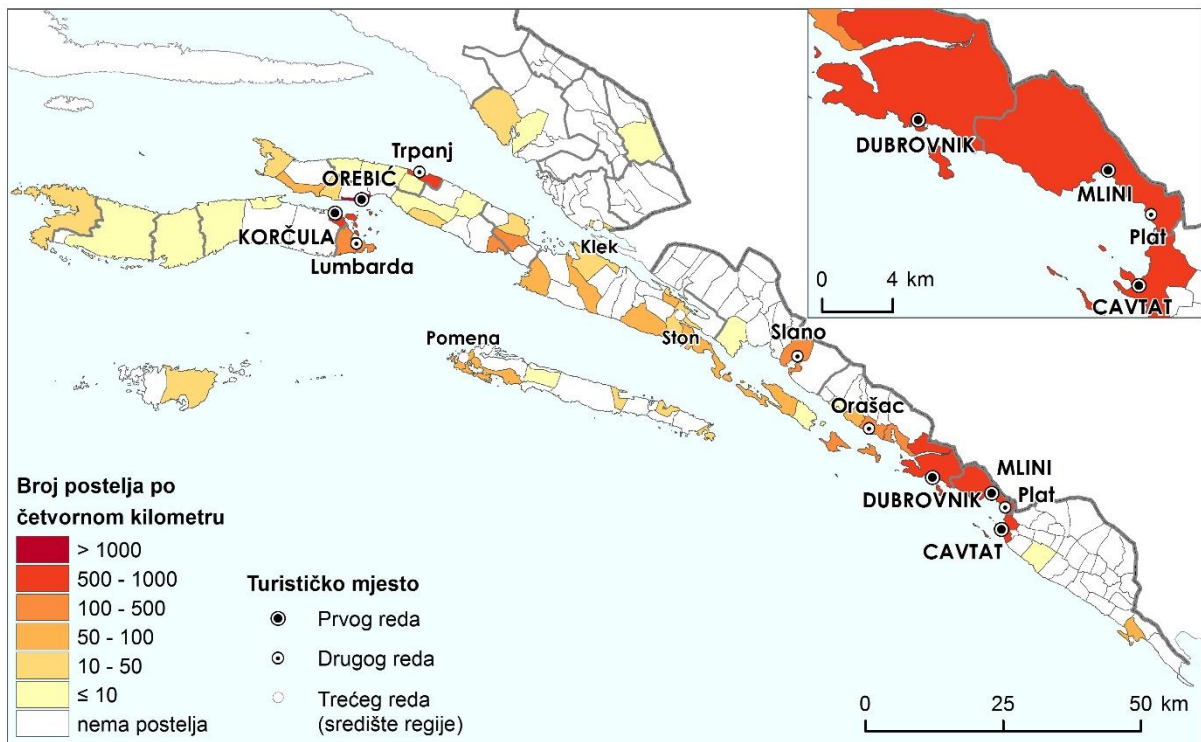 DUBROVNIK
MLINI
Plat
CAVTAT
0 4 km
Trpanj
OREBIĆ
KORČULA
Lumbarda
Klek
Pomena
Ston
Slano
Orašac
MLINI
DUBROVNIK
Plat
CAVTAT
Broj postelja po
četvornom kilometru
> 1000
500 - 1000
100 - 500
50 - 100
10 - 50
≤ 10
nema postelja
Turističko mjesto
Prvog reda
Drugog reda
Trećeg reda
(središte regije)
0 25 50 km